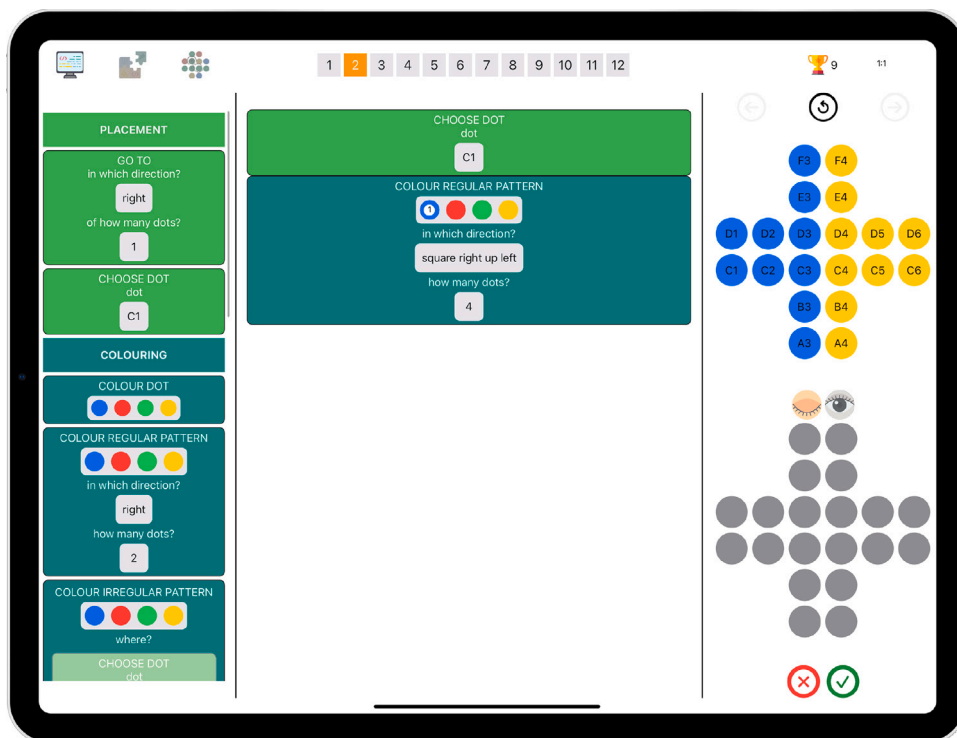 1 2 3 4 5 6 7 8 9 10 11 12
9
1:1
PLACEMENT
GO TO
in which direction?
right
of how many dots?
1
CHOOSE DOT
dot
C1
COLOURING
COLOUR DOT
COLOUR REGULAR PATTERN
in which direction?
right
how many dots?
2
COLOUR IRREGULAR PATTERN
where?
CHOOSE DOT
dot
CHOOSE DOT
dot
C1
COLOUR REGULAR PATTERN
1
in which direction?
square right up left
how many dots?
4
F3 F4
E3 E4
D1 D2 D3 D4 D5 D6
C1 C2 C3 C4 C5 C6
B3 B4
A3 A4